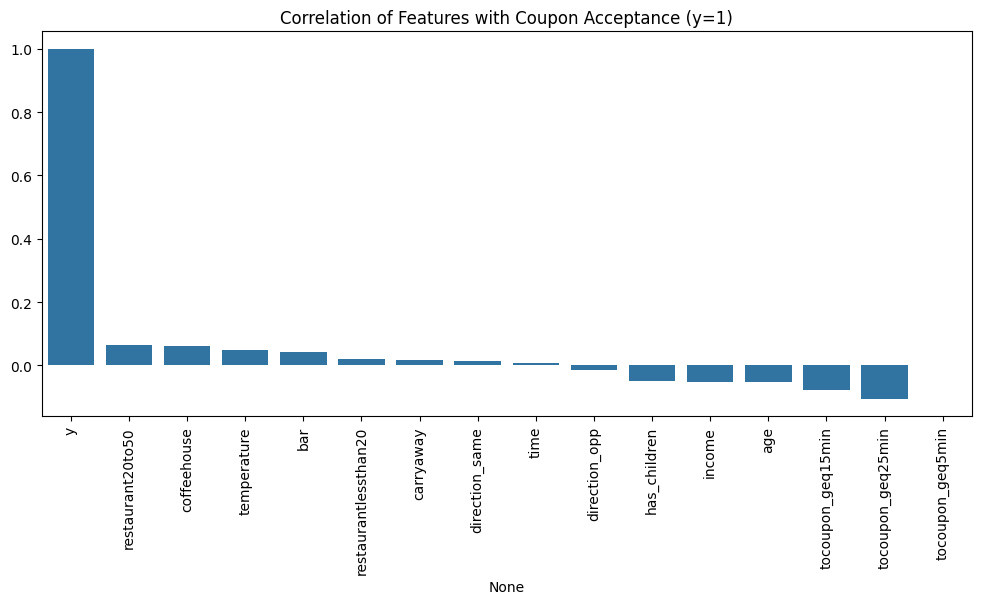 Correlation of Features with Coupon Acceptance (y=1)
1.0
0.8
0.6
0.4
0.2
0.0
y
restaurant20to50
coffeehouse
temperature
bar
restaurantlessthan20
carryaway
direction_same
time
direction_opp
has_children
income
age
tocoupon_geq15min
tocoupon_geq25min
tocoupon_geq5min
None